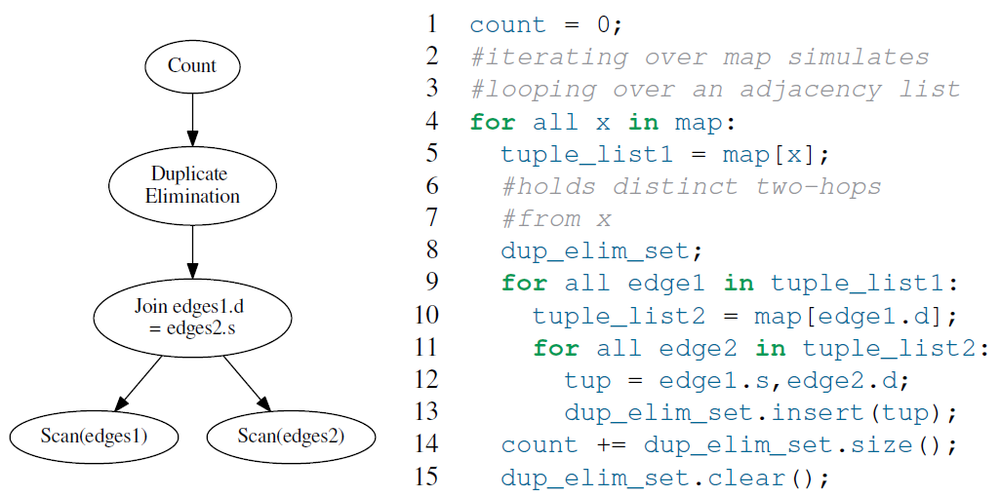 Count
Duplicate
Elimination
Join edges1.d
= edges2.s
Scan(edges1)
Scan(edges2)
1 count = 0;
2 #iterating over map simulates
3 #looping over an adjacency list
4 for all x in map:
5 tuple_list1 = map[x];
6 #holds distinct two-hops
7 #from x
8 dup_elim_set;
9 for all edge1 in tuple_list1:
10 tuple_list2 = map[edge1.d];
11 for all edge2 in tuple_list2:
12 tup = edge1.s,edge2.d;
13 dup_elim_set.insert(tup);
14 count += dup_elim_set.size();
15 dup_elim_set.clear();